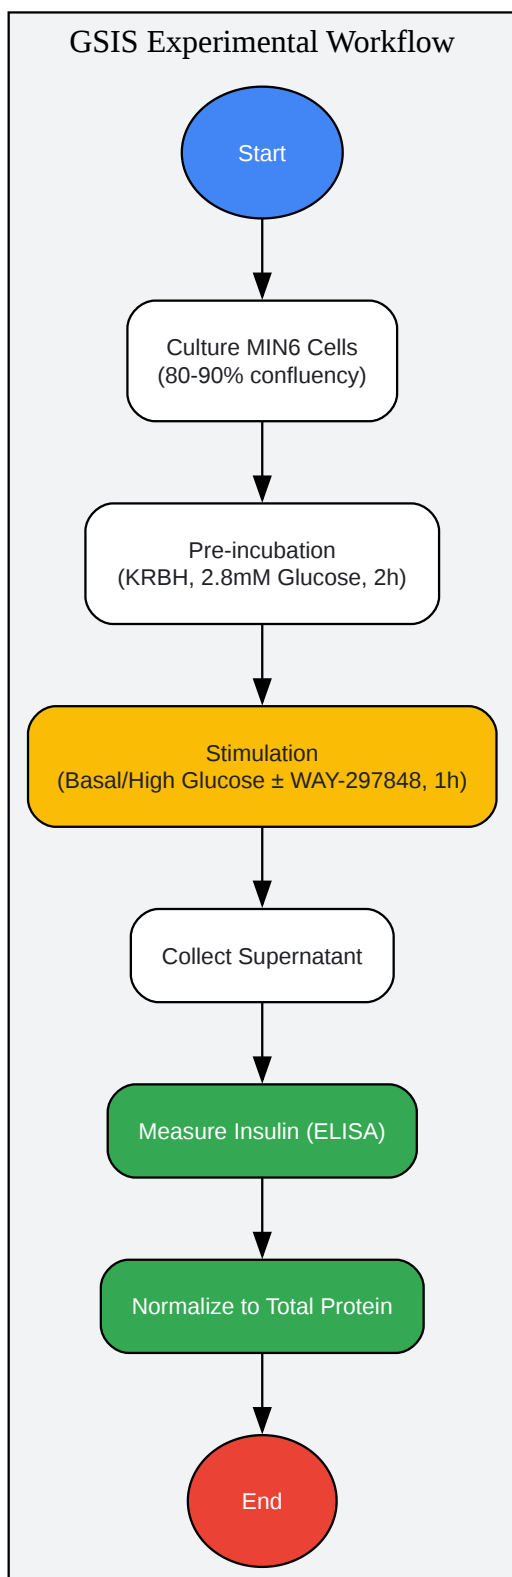 GSIS Experimental Workflow
Start
Culture MIN6 Cells
(80-90% confluency)
Pre-incubation
(KRBH, 2.8mM Glucose, 2h)
Stimulation
(Basal/High Glucose ± WAY-297848, 1h)
Collect Supernatant
Measure Insulin (ELISA)
Normalize to Total Protein
End